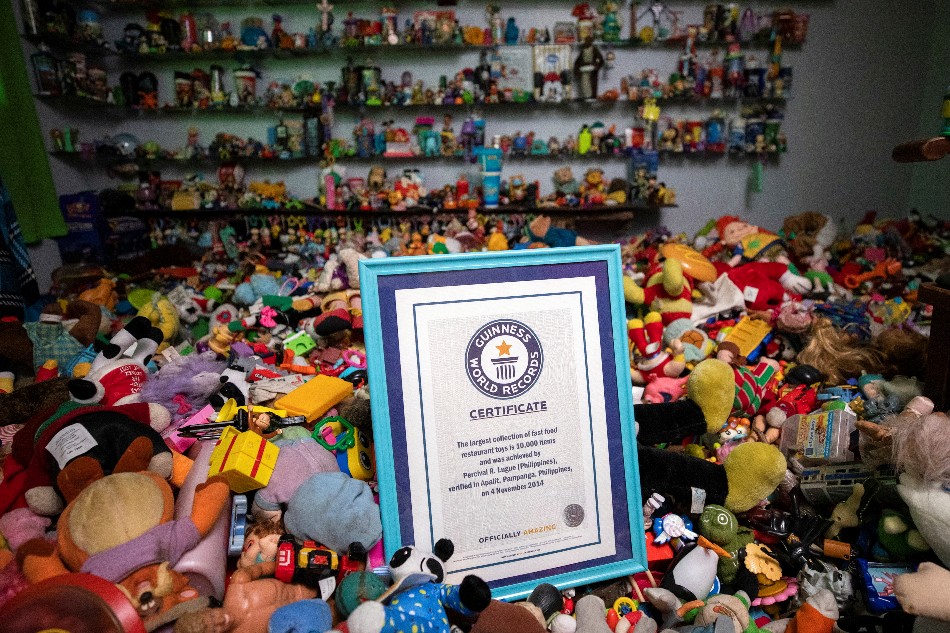 GUINNESS
WORLD RECORDS
CERTIFICATE
The largest collection of fast food
restaurant toys is 10,000 items
and was achieved by
Percival R. Lugue (Philippines),
verified in Apalit, Pampanga, Philippines,
on 4 November 2014
OFFICIALLY AMAZING